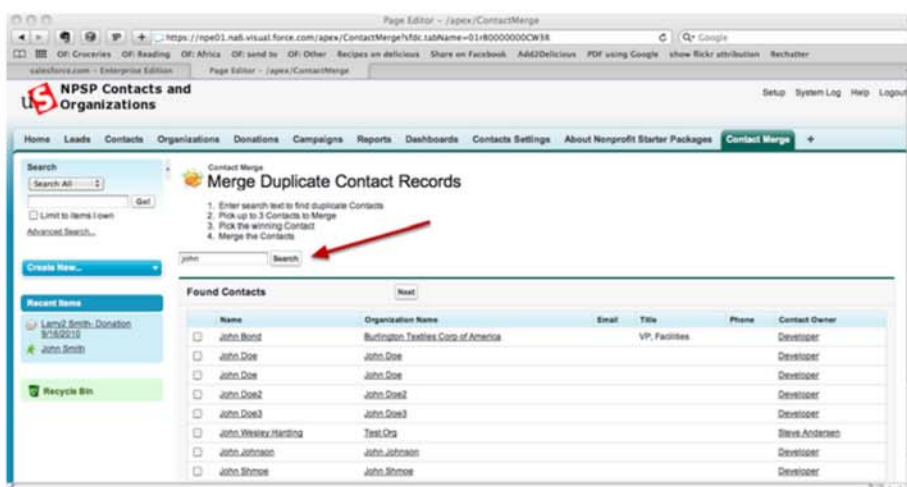 Page Editor - /apex/ContactMerge
https://npe01.na6.visual.force.com/apex/ContactMerge?sfdc.tabName=01r80000000CW3R
Google
OF: Groceries OF: Reading OF: Africa OF: send to OF: Other Recipes on delicious Share on Facebook Add2Delicious PDF using Google show flickr attribution Rechatter
salesforce.com - Enterprise Edition Page Editor - /apex/ContactMerge
us NPSP Contacts and
Organizations
Setup System Log Help Logout
Home Leads Contacts Organizations Donations Campaigns Reports Dashboards Contacts Settings About Nonprofit Starter Packages Contact Merge +
Search
Search All
Go!
Limit to items I own
Advanced Search...
Create New...
Recent Items
Larry2 Smith- Donation
9/16/2010
John Smith
Recycle Bin
Contact Merge
Merge Duplicate Contact Records
1. Enter search text to find duplicate Contacts
2. Pick up to 3 Contacts to Merge
3. Pick the winning Contact
4. Merge the Contacts
john Search
Found Contacts Next
Name Organization Name Email Title Phone Contact Owner
John Bond Burlington Textiles Corp of America VP, Facilities Developer
John Doe John Doe Developer
John Doe John Doe Developer
John Doe2 John Doe2 Developer
John Doe3 John Doe3 Developer
John Wesley Harding Test Org Steve Andersen
John Johnson John Johnson Developer
John Shmoe John Shmoe Developer